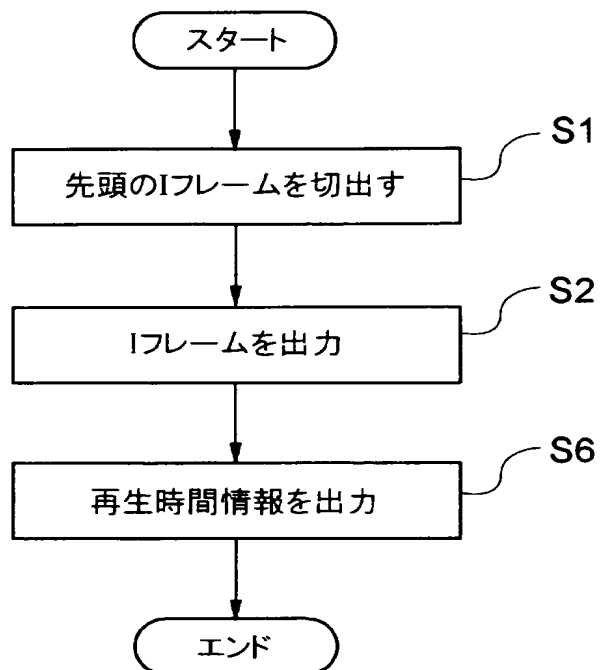 スタート
先頭のIフレームを切出す
S1
Iフレームを出力
S2
再生時間情報を出力
S6
エンド